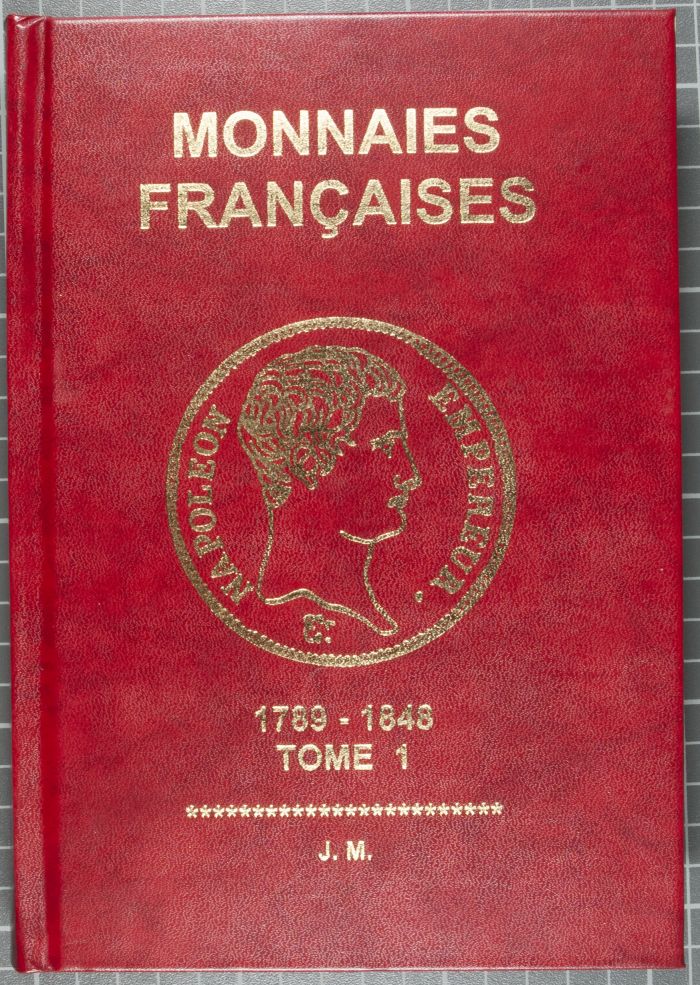 MONNAIES
FRANÇAISES
NAPOLEON EMPEREUR.
1789 - 1848
TOME 1
************************
J. M.